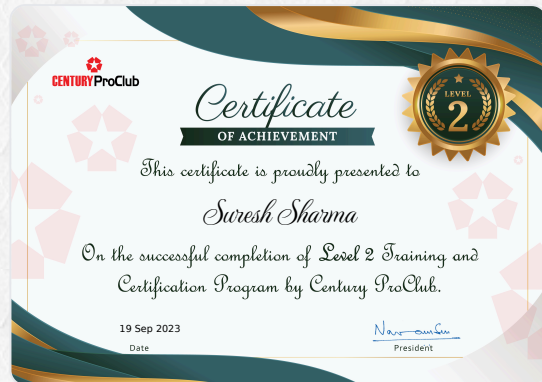 CENTURY ProClub
Certificate
OF ACHIEVEMENT
LEVEL
2
This certificate is proudly presented to
Suresh Sharma
On the successful completion of Level 2 Training and
Certification Program by Century ProClub.
19 Sep 2023
Date
President